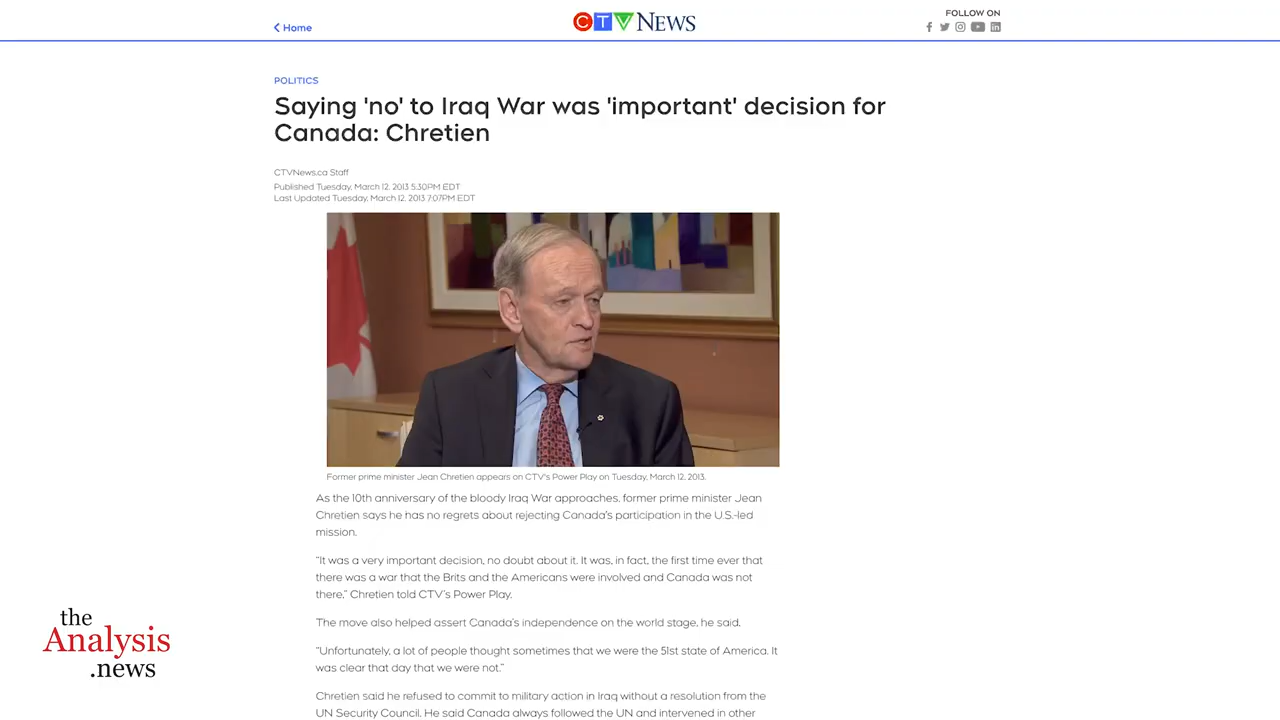 Home
CTV NEWS
FOLLOW ON
POLITICS
Saying 'no' to Iraq War was 'important' decision for
Canada: Chretien
CTVNews.ca Staff
Published Tuesday, March 12, 2013 5:30PM EDT
Last Updated Tuesday, March 12, 2013 7:07PM EDT
Former prime minister Jean Chretien appears on CTV's Power Play on Tuesday, March 12, 2013.
As the 10th anniversary of the bloody Iraq War approaches, former prime minister Jean
Chretien says he has no regrets about rejecting Canada's participation in the U.S.-led
mission.
"It was a very important decision, no doubt about it. It was, in fact, the first time ever that
there was a war that the Brits and the Americans were involved and Canada was not
there," Chretien told CTV's Power Play.
The move also helped assert Canada's independence on the world stage, he said.
"Unfortunately, a lot of people thought sometimes that we were the 51st state of America. It
was clear that day that we were not."
Chretien said he refused to commit to military action in Iraq without a resolution from the
UN Security Council. He said Canada always followed the UN and intervened in other
the
Analysis
.news